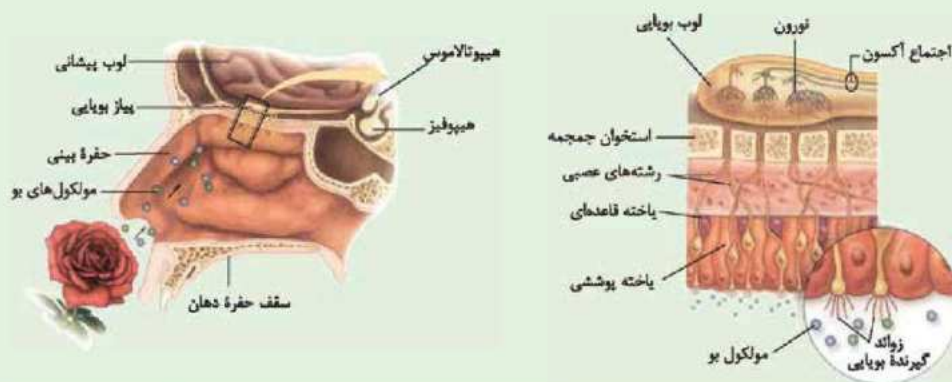 لوب بویایی
نورون
اجتماع آکسون
استخوان جمجمه
رشته‌های عصبی
یاخته قاعده‌ای
یاخته پوششی
مولکول بو
زوائد
گیرندهٔ بویایی
هیپوتالاموس
لوب پیشانی
پیاز بویایی
هیپوفیز
حفرهٔ بینی
مولکول‌های بو
سقف حفرهٔ دهان